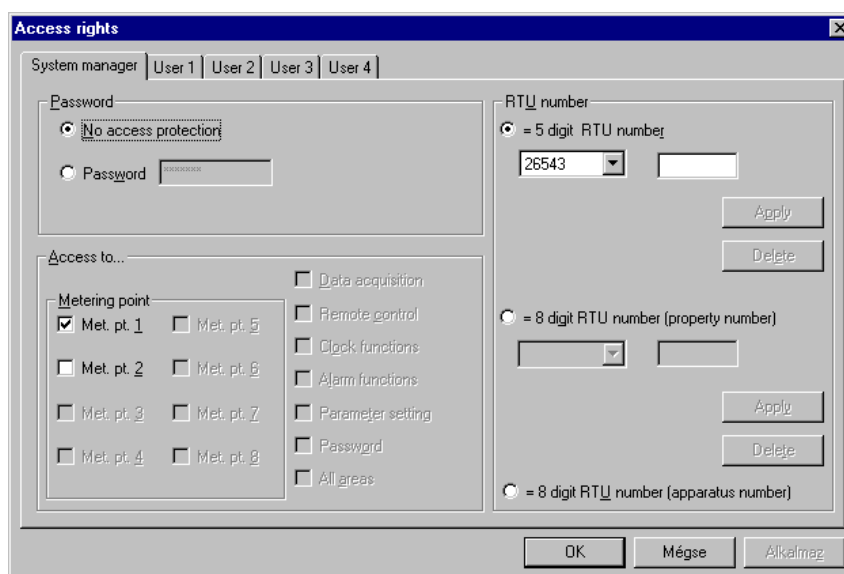 Access rights
System manager User 1 User 2 User 3 User 4
Password
No access protection
Password xxxxxxx
Access to...
Metering point
Met. pt. 1 Met. pt. 5
Met. pt. 2 Met. pt. 6
Met. pt. 3 Met. pt. 7
Met. pt. 4 Met. pt. 8
Data acquisition
Remote control
Clock functions
Alarm functions
Parameter setting
Password
All areas
RTU number
= 5 digit RTU number
26543
Apply
Delete
= 8 digit RTU number (property number)
Apply
Delete
= 8 digit RTU number (apparatus number)
OK Mégse Alkalmaz